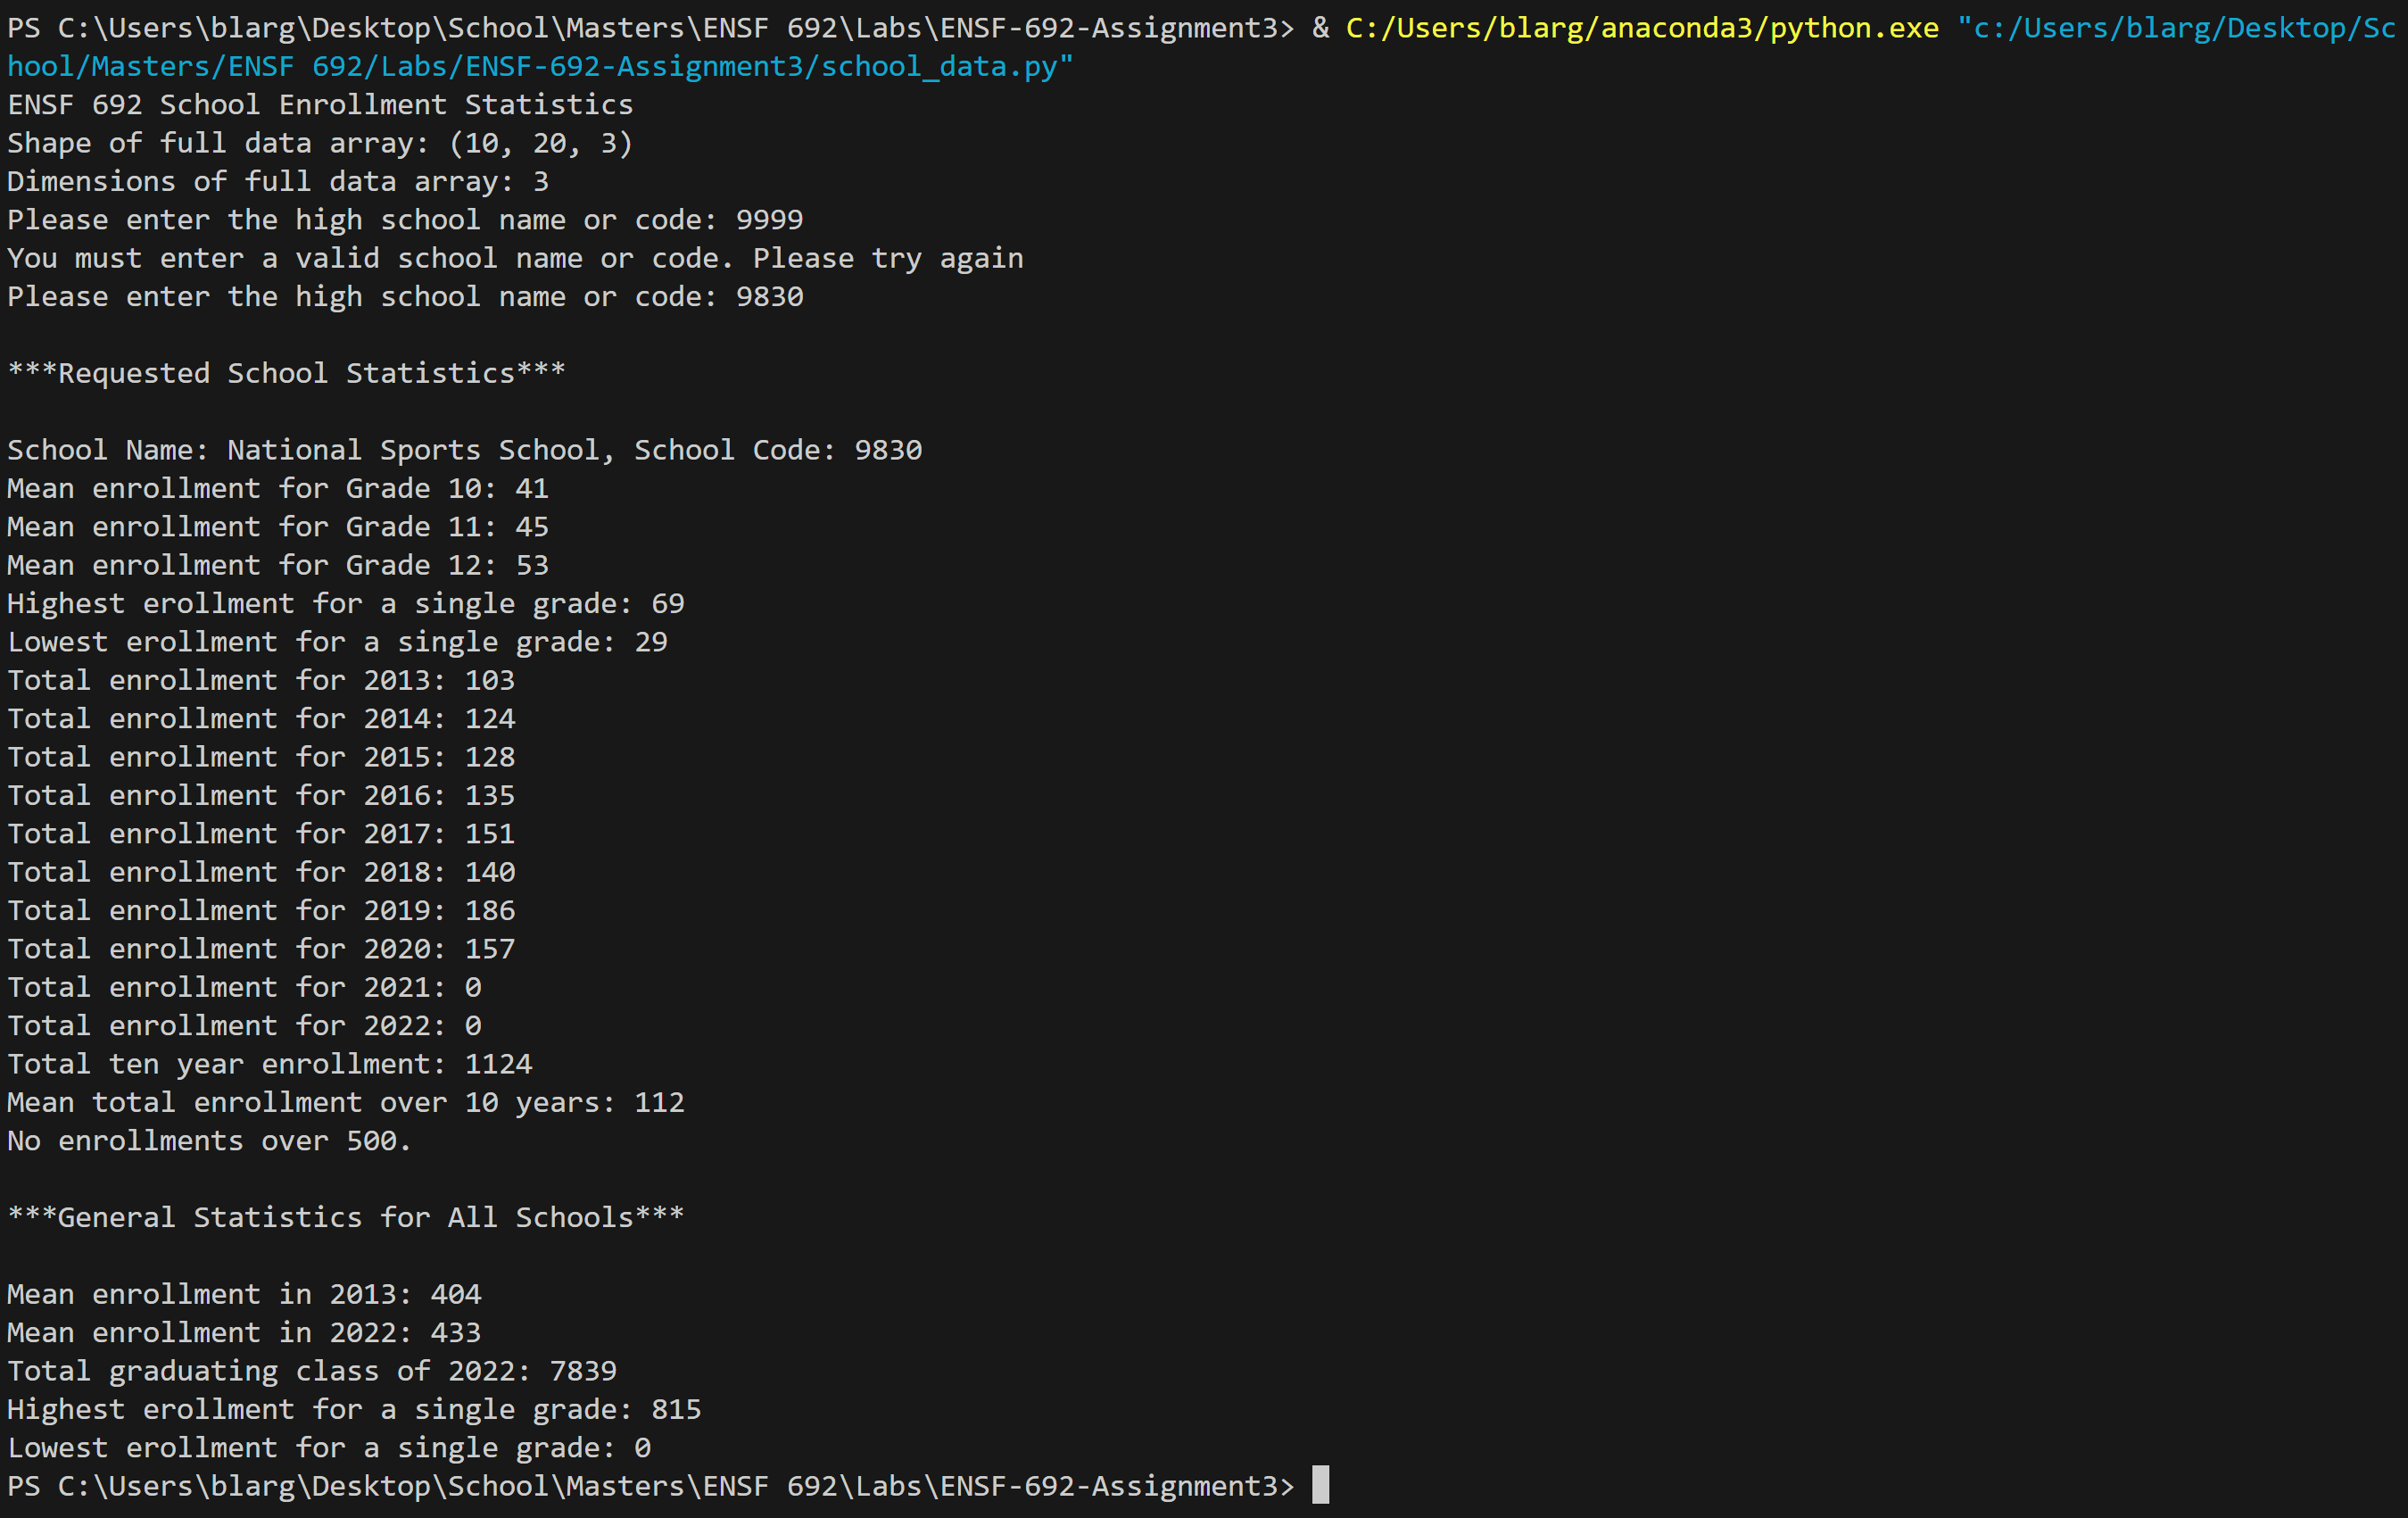 PS C:\Users\blarg\Desktop\School\Masters\ENSF 692\Labs\ENSF-692-Assignment3> & C:/Users/blarg/anaconda3/python.exe "c:/Users/blarg/Desktop/Sc
hool/Masters/ENSF 692/Labs/ENSF-692-Assignment3/school_data.py"
ENSF 692 School Enrollment Statistics
Shape of full data array: (10, 20, 3)
Dimensions of full data array: 3
Please enter the high school name or code: 9999
You must enter a valid school name or code. Please try again
Please enter the high school name or code: 9830
***Requested School Statistics***
School Name: National Sports School, School Code: 9830
Mean enrollment for Grade 10: 41
Mean enrollment for Grade 11: 45
Mean enrollment for Grade 12: 53
Highest erollment for a single grade: 69
Lowest erollment for a single grade: 29
Total enrollment for 2013: 103
Total enrollment for 2014: 124
Total enrollment for 2015: 128
Total enrollment for 2016: 135
Total enrollment for 2017: 151
Total enrollment for 2018: 140
Total enrollment for 2019: 186
Total enrollment for 2020: 157
Total enrollment for 2021: 0
Total enrollment for 2022: 0
Total ten year enrollment: 1124
Mean total enrollment over 10 years: 112
No enrollments over 500.
***General Statistics for All Schools***
Mean enrollment in 2013: 404
Mean enrollment in 2022: 433
Total graduating class of 2022: 7839
Highest erollment for a single grade: 815
Lowest erollment for a single grade: 0
PS C:\Users\blarg\Desktop\School\Masters\ENSF 692\Labs\ENSF-692-Assignment3>